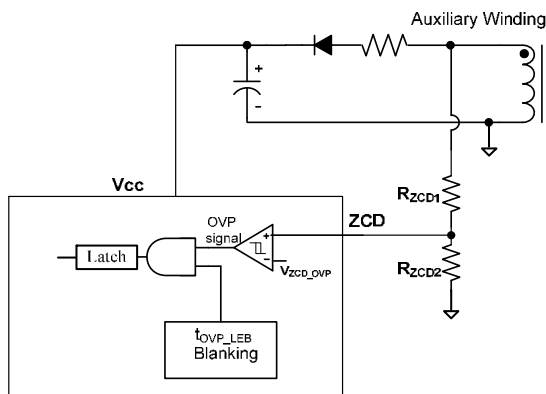 Auxiliary Winding
+
-
Vcc
RZCD1
OVP
signal
ZCD
+
-
VZCD_OVP
Latch
RZCD2
tOVP_LEB
Blanking